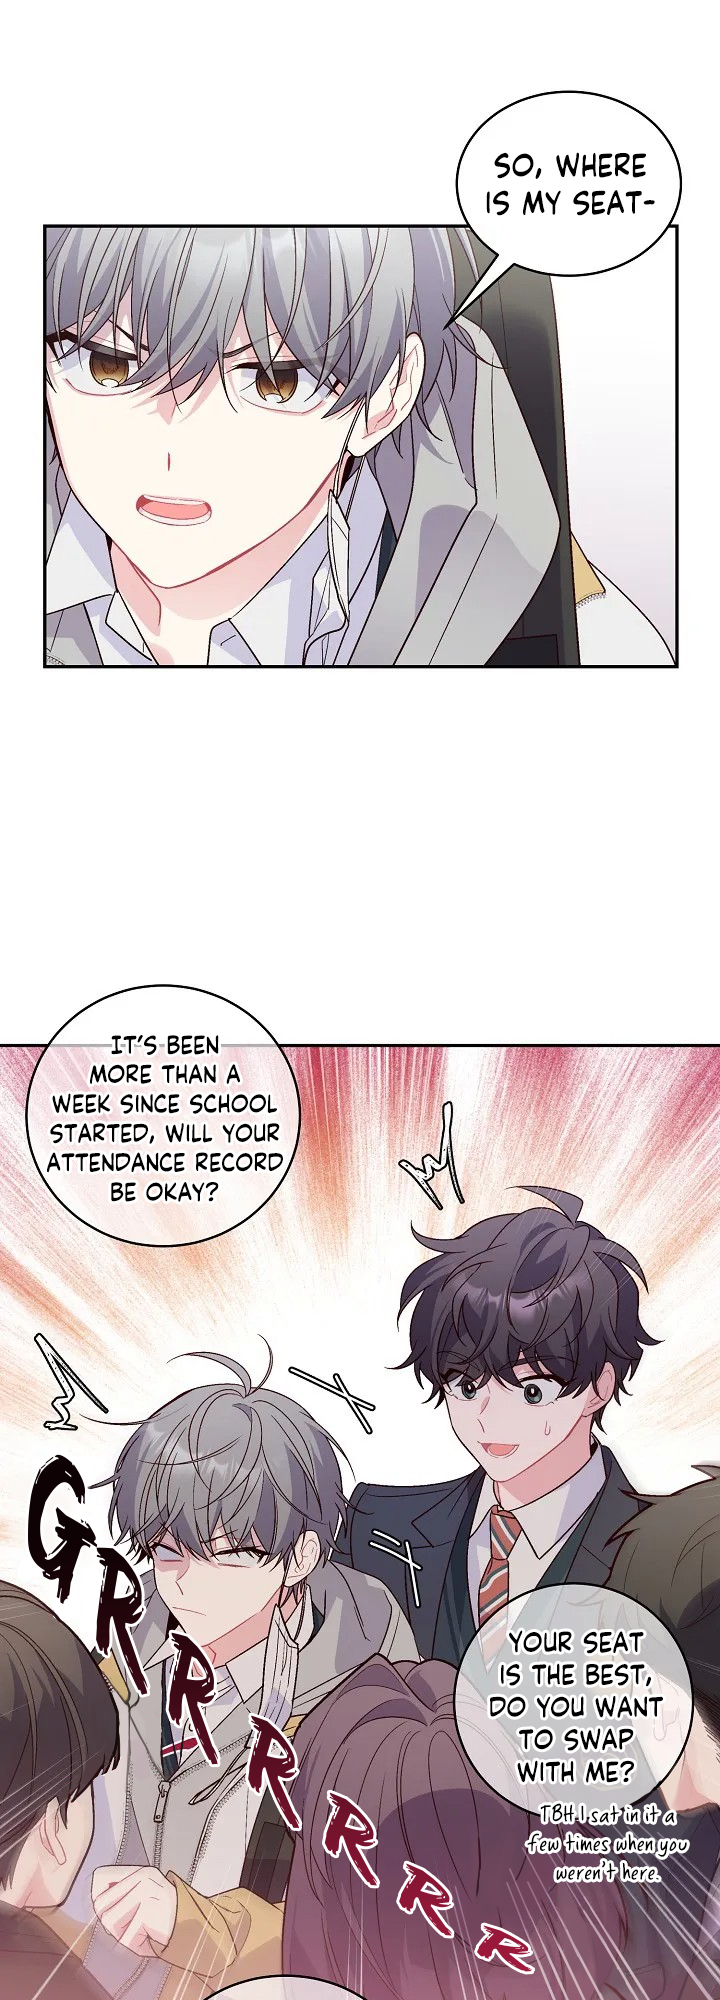 SO, WHERE
IS MY SEAT-
IT'S BEEN
MORE THAN A
WEEK SINCE SCHOOL
STARTED, WILL YOUR
ATTENDANCE RECORD
BE OKAY?
GRRRRRRR
YOUR SEAT
IS THE BEST,
DO YOU WANT
TO SWAP
WITH ME?
TBH I sat in it a
few times when you
weren't here.